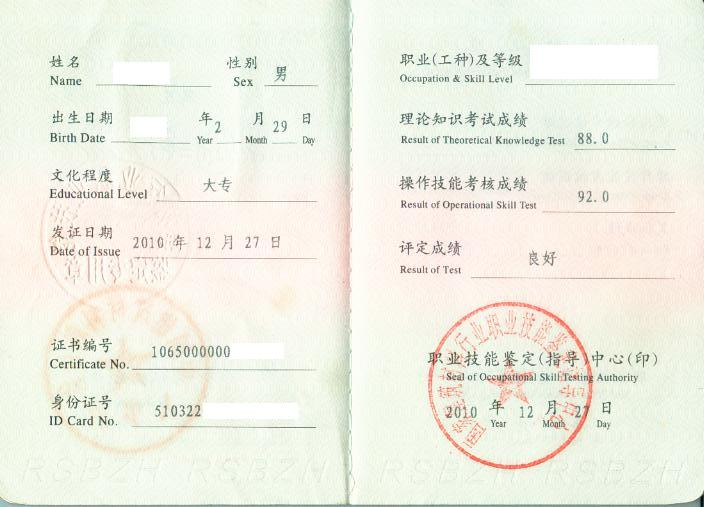 姓名
Name
性别 男
Sex
出生日期 年 2 月 29 日
Birth Date Year Month Day
文化程度 大专
Educational Level
发证日期 2010 年 12 月 27 日
Date of Issue
证书编号 1065000000
Certificate No.
身份证号 510322
ID Card No.
职业(工种)及等级
Occupation & Skill Level
理论知识考试成绩 88.0
Result of Theoretical Knowledge Test
操作技能考核成绩 92.0
Result of Operational Skill Test
评定成绩 良好
Result of Test
职业技能鉴定(指导)中心(印)
Seal of Occupational Skill Testing Authority
2010 年 12 月 27 日
Year Month Day
RSBZH RSBZH RSBZH RSBZH